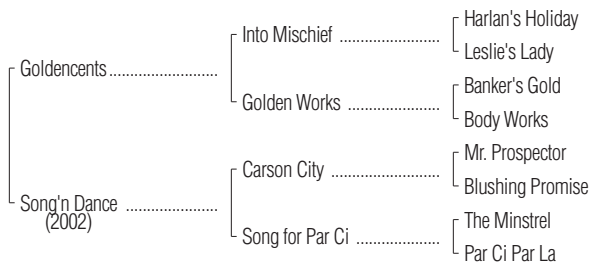 Harlan's Holiday
Into Mischief ........................
Leslie's Lady
Goldencents ..........................
Banker's Gold
Golden Works ......................
Body Works
Mr. Prospector
Carson City ..........................
Blushing Promise
Song'n Dance ......................
(2002)
The Minstrel
Song for Par Ci ....................
Par Ci Par La